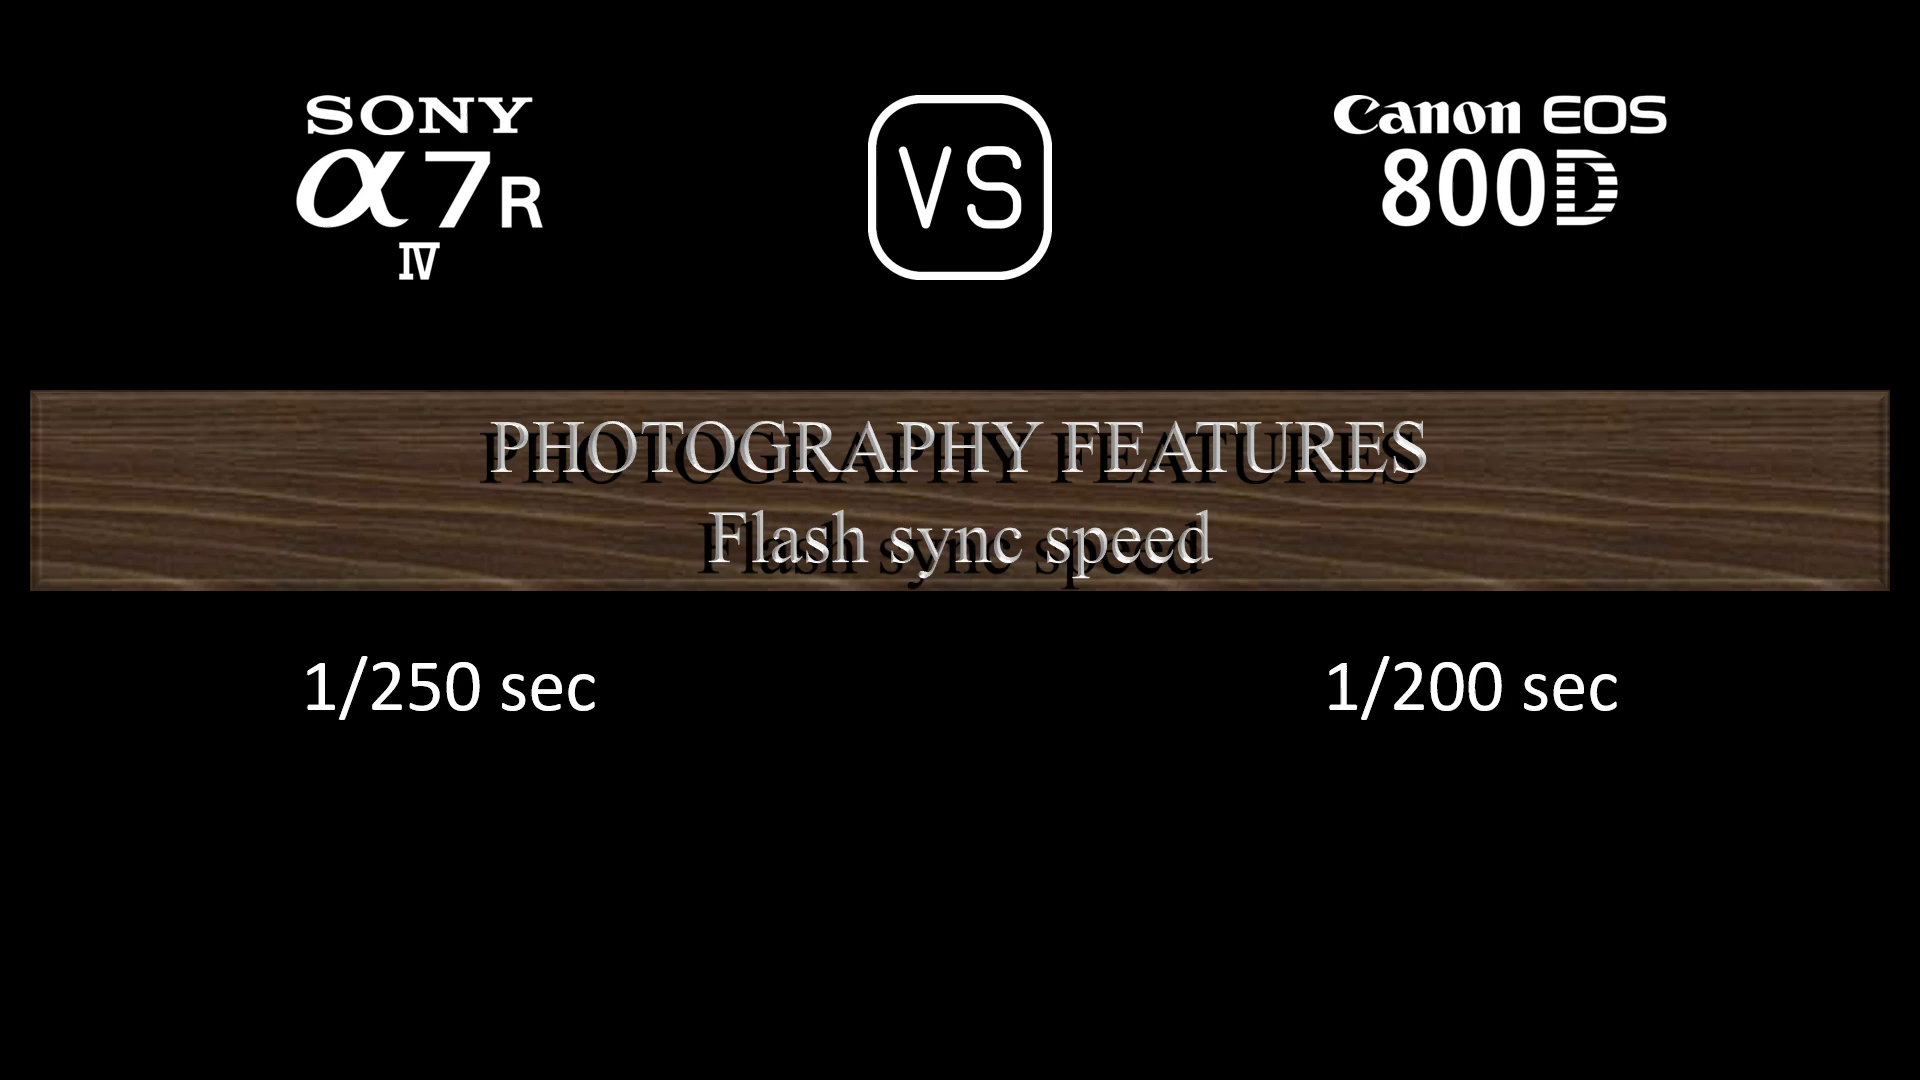 SONY
α7R
IV
VS
Canon EOS
800D
PHOTOGRAPHY FEATURES
Flash sync speed
1/250 sec
1/200 sec